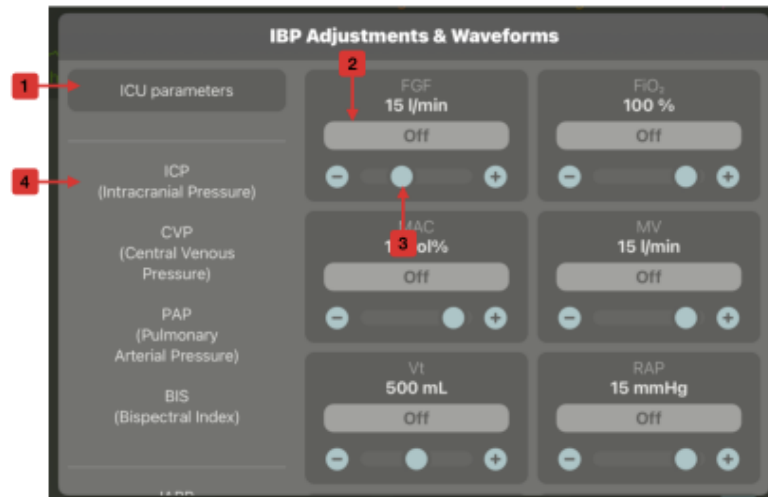 IBP Adjustments & Waveforms
1
ICU parameters
4
ICP
(Intracranial Pressure)
CVP
(Central Venous
Pressure)
PAP
(Pulmonary
Arterial Pressure)
BIS
(Bispectral Index)
2
FGF
15 l/min
Off
3
FiO₂
100 %
Off
MAC
ol%
Off
MV
15 l/min
Off
Vt
500 mL
Off
RAP
15 mmHg
Off